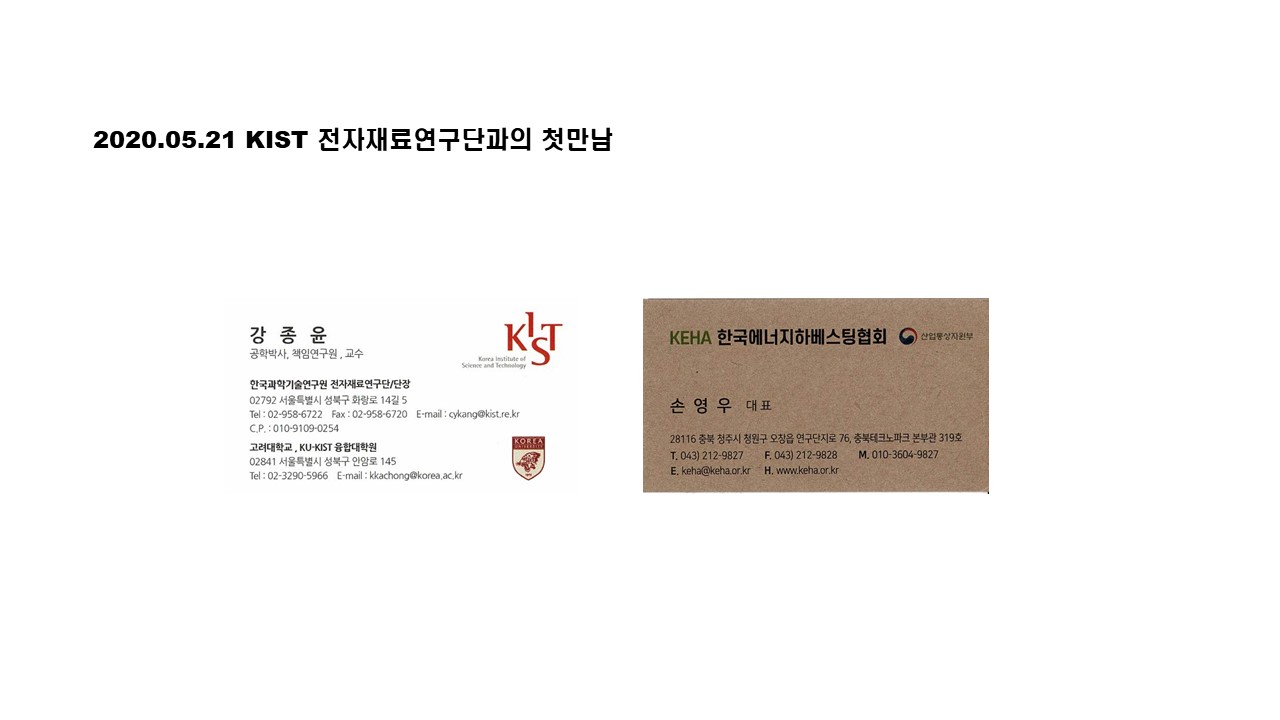 2020.05.21 KIST 전자재료연구단과의 첫만남
강 종 윤
공학박사, 책임연구원 , 교수
KIST
Korea Institute of
Science and Technology
한국과학기술연구원 전자재료연구단/단장
02792 서울특별시 성북구 화랑로 14길 5
Tel : 02-958-6722 Fax : 02-958-6720 E-mail : cykang@kist.re.kr
C.P. : 010-9109-0254
고려대학교 , KU-KIST 융합대학원
02841 서울특별시 성북구 안암로 145
Tel : 02-3290-5966 E-mail : kkachong@korea.ac.kr
KOREA
UNIVERSITY
KEHA 한국에너지하베스팅협회 산업통상자원부
손 영 우 대 표
28116 충북 청주시 청원구 오창읍 연구단지로 76, 충북테크노파크 본부관 319호
T. 043) 212-9827 F. 043) 212-9828 M. 010-3604-9827
E. keha@keha.or.kr H. www.keha.or.kr